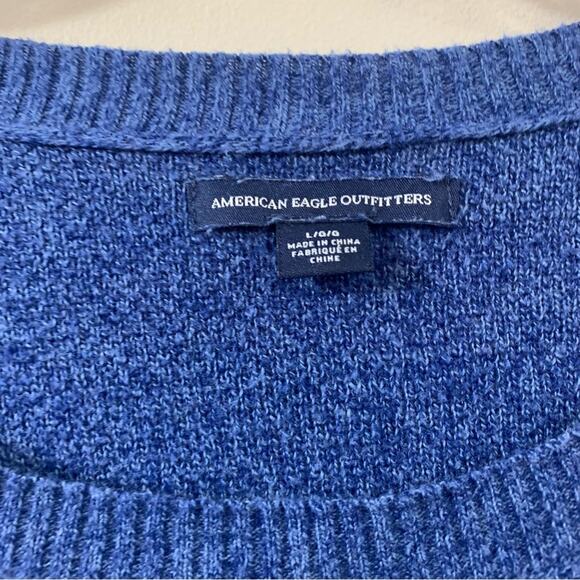 AMERICAN EAGLE OUTFITTERS
L/G/G
MADE IN CHINA
FABRIQUÉ EN
CHINE